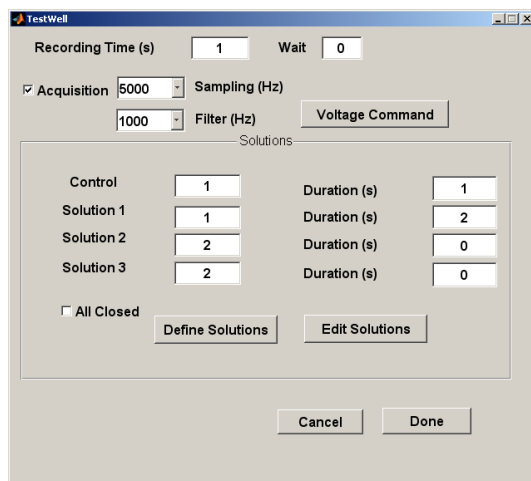 TestWell
Recording Time (s) 1 Wait 0
Acquisition 5000 Sampling (Hz)
1000 Filter (Hz) Voltage Command
Solutions
Control 1 Duration (s) 1
Solution 1 1 Duration (s) 2
Solution 2 2 Duration (s) 0
Solution 3 2 Duration (s) 0
All Closed
Define Solutions Edit Solutions
Cancel Done